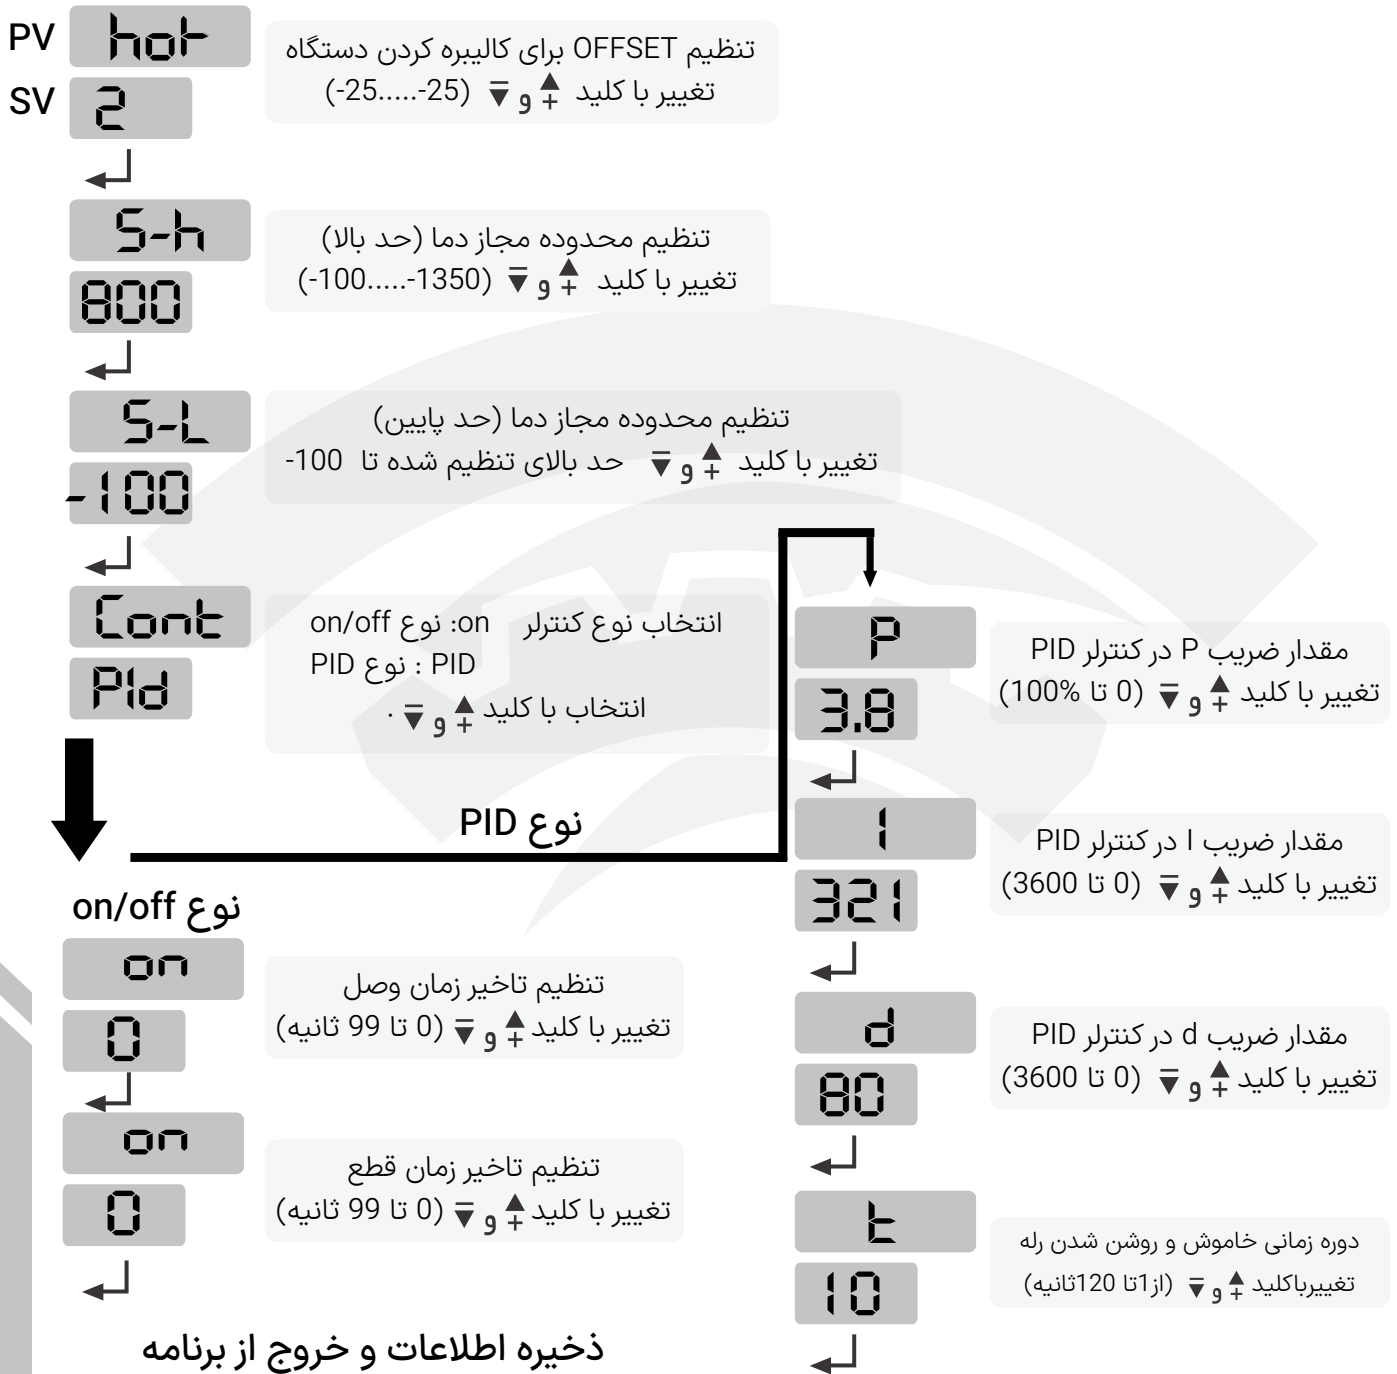 PV
hot
تنظیم OFFSET برای کالیبره کردن دستگاه
تغییر با کلید + و − (-25.....-25)
SV
2
S-h
تنظیم محدوده مجاز دما (حد بالا)
تغییر با کلید + و − (-100.....-1350)
800
S-L
تنظیم محدوده مجاز دما (حد پایین)
تغییر با کلید + و − حد بالای تنظیم شده تا 100-
-100
Cont
انتخاب نوع کنترلر on: نوع on/off
PID : نوع PID
انتخاب با کلید + و − .
PId
نوع PID
نوع on/off
on
تنظیم تاخیر زمان وصل
تغییر با کلید + و − (0 تا 99 ثانیه)
0
on
تنظیم تاخیر زمان قطع
تغییر با کلید + و − (0 تا 99 ثانیه)
0
ذخیره اطلاعات و خروج از برنامه
P
مقدار ضریب P در کنترلر PID
تغییر با کلید + و − (0 تا 100%)
3.8
I
مقدار ضریب I در کنترلر PID
تغییر با کلید + و − (0 تا 3600)
321
d
مقدار ضریب d در کنترلر PID
تغییر با کلید + و − (0 تا 3600)
80
t
دوره زمانی خاموش و روشن شدن رله
تغییرباکلید + و − (از1تا 120ثانیه)
10